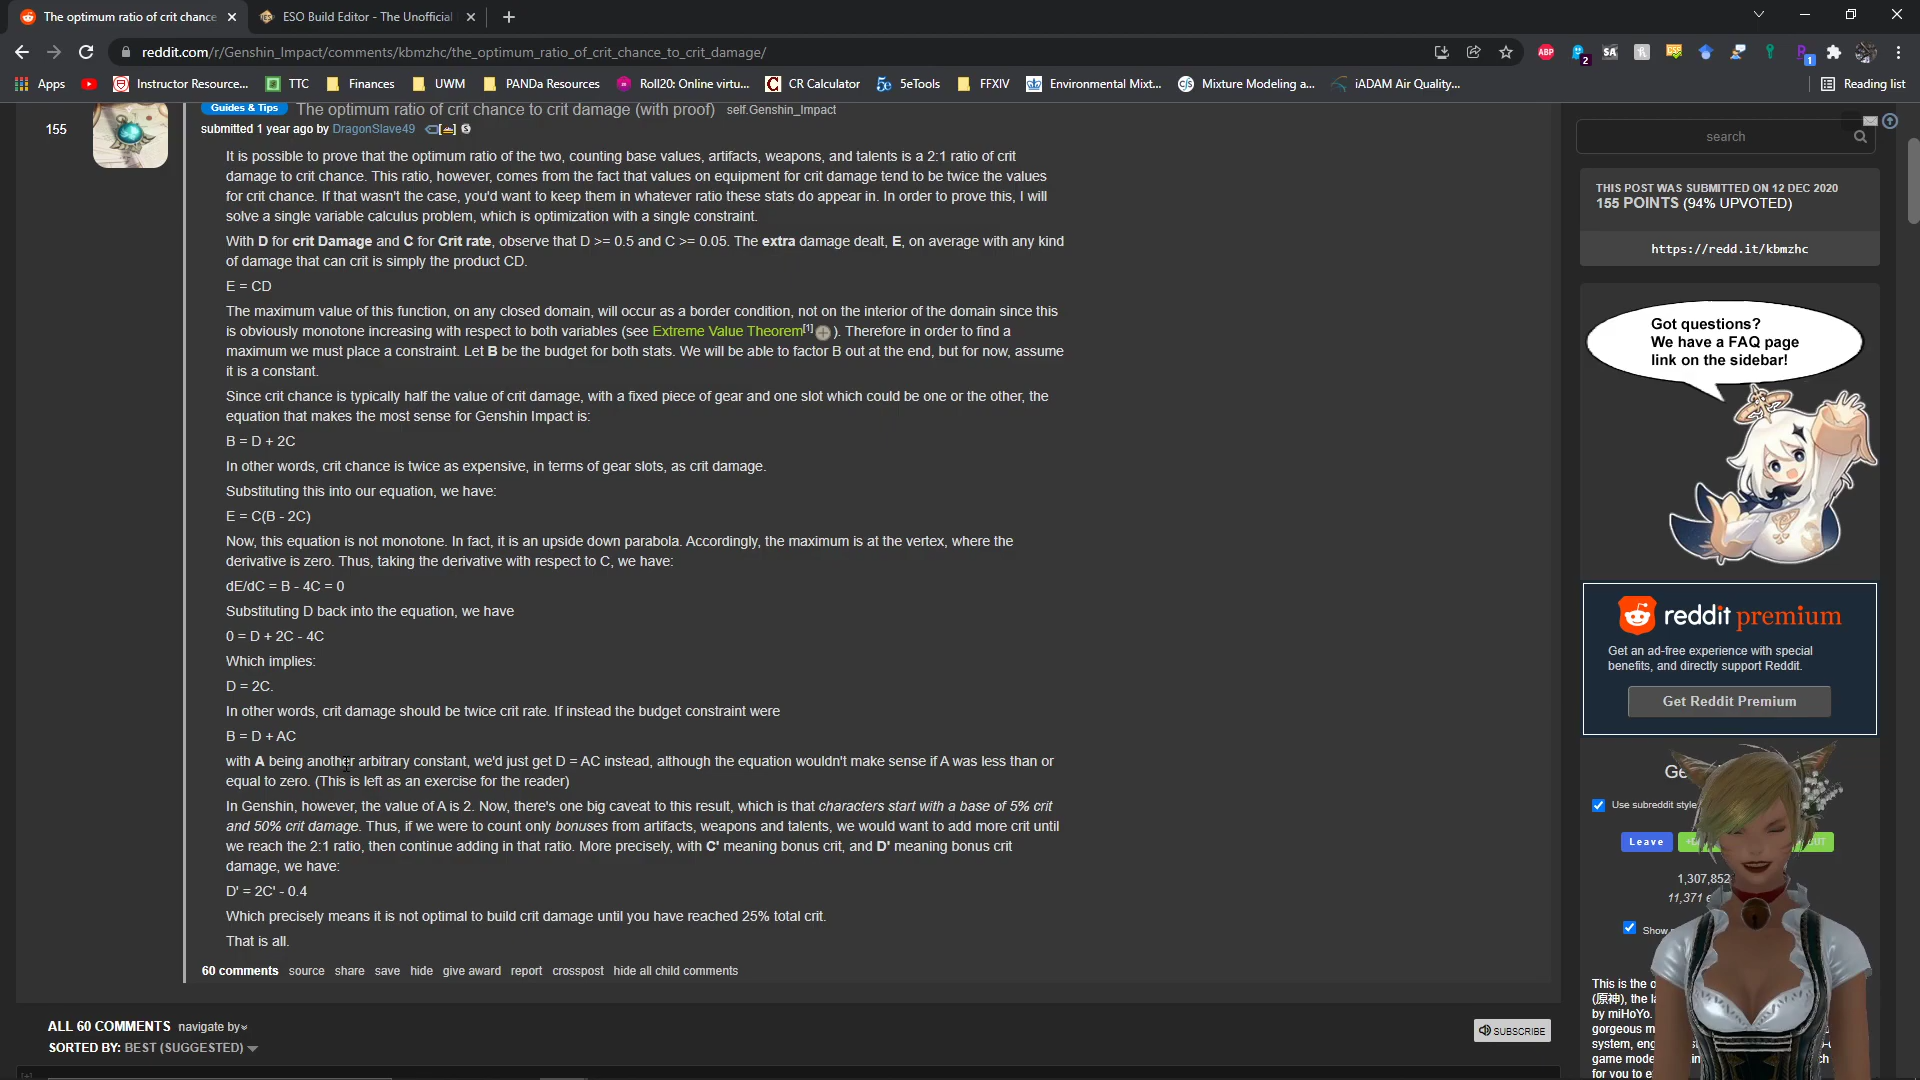 The optimum ratio of crit chance
ESO Build Editor - The Unofficial
reddit.com/r/Genshin_Impact/comments/kbmzhc/the_optimum_ratio_of_crit_chance_to_crit_damage/
ABP
2
1
Apps
Instructor Resource...
TTC
Finances
UWM
PANDa Resources
Roll20: Online virtu...
CR Calculator
5eTools
FFXIV
Environmental Mixt...
Mixture Modeling a...
iADAM Air Quality...
Reading list
155
Guides & Tips The optimum ratio of crit chance to crit damage (with proof) self.Genshin_Impact
submitted 1 year ago by DragonSlave49
It is possible to prove that the optimum ratio of the two, counting base values, artifacts, weapons, and talents is a 2:1 ratio of crit
damage to crit chance. This ratio, however, comes from the fact that values on equipment for crit damage tend to be twice the values
for crit chance. If that wasn't the case, you'd want to keep them in whatever ratio these stats do appear in. In order to prove this, I will
solve a single variable calculus problem, which is optimization with a single constraint.
With D for crit Damage and C for Crit rate, observe that D >= 0.5 and C >= 0.05. The extra damage dealt, E, on average with any kind
of damage that can crit is simply the product CD.
E = CD
The maximum value of this function, on any closed domain, will occur as a border condition, not on the interior of the domain since this
is obviously monotone increasing with respect to both variables (see Extreme Value Theorem[1] ). Therefore in order to find a
maximum we must place a constraint. Let B be the budget for both stats. We will be able to factor B out at the end, but for now, assume
it is a constant.
Since crit chance is typically half the value of crit damage, with a fixed piece of gear and one slot which could be one or the other, the
equation that makes the most sense for Genshin Impact is:
B = D + 2C
In other words, crit chance is twice as expensive, in terms of gear slots, as crit damage.
Substituting this into our equation, we have:
E = C(B - 2C)
Now, this equation is not monotone. In fact, it is an upside down parabola. Accordingly, the maximum is at the vertex, where the
derivative is zero. Thus, taking the derivative with respect to C, we have:
dE/dC = B - 4C = 0
Substituting D back into the equation, we have
0 = D + 2C - 4C
Which implies:
D = 2C.
In other words, crit damage should be twice crit rate. If instead the budget constraint were
B = D + AC
with A being another arbitrary constant, we'd just get D = AC instead, although the equation wouldn't make sense if A was less than or
equal to zero. (This is left as an exercise for the reader)
In Genshin, however, the value of A is 2. Now, there's one big caveat to this result, which is that characters start with a base of 5% crit
and 50% crit damage. Thus, if we were to count only bonuses from artifacts, weapons and talents, we would want to add more crit until
we reach the 2:1 ratio, then continue adding in that ratio. More precisely, with C' meaning bonus crit, and D' meaning bonus crit
damage, we have:
D' = 2C' - 0.4
Which precisely means it is not optimal to build crit damage until you have reached 25% total crit.
That is all.
60 comments source share save hide give award report crosspost hide all child comments
ALL 60 COMMENTS navigate by
SORTED BY: BEST (SUGGESTED)
SUBSCRIBE
search
THIS POST WAS SUBMITTED ON 12 DEC 2020
155 POINTS (94% UPVOTED)
https://redd.it/kbmzhc
Got questions?
We have a FAQ page
link on the sidebar!
reddit premium
Get an ad-free experience with special
benefits, and directly support Reddit.
Get Reddit Premium
Ge
Use subreddit style
Leave
1,307,852
11,371
Show
This is the
(原神), the
by miHoYo.
gorgeous
system, eng
game mode
for you to